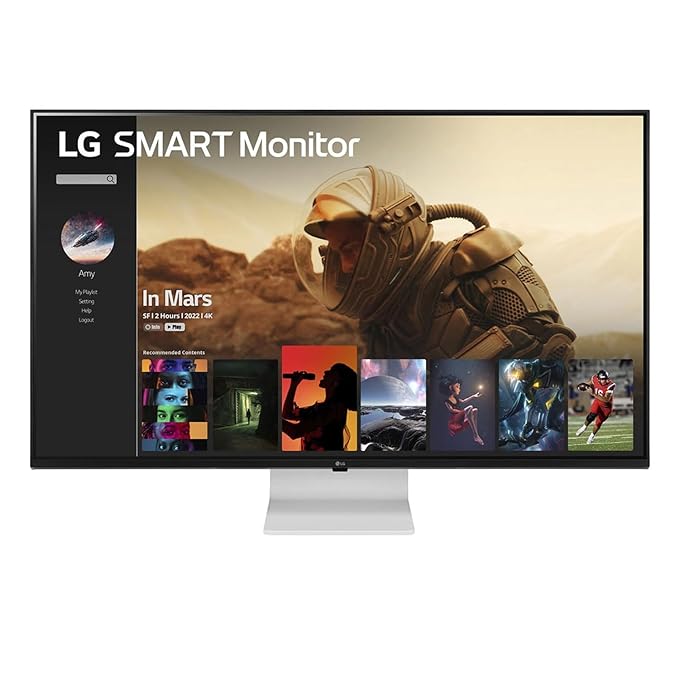 LG SMART Monitor
Amy
My Playlist
Setting
Help
Logout
In Mars
SF | 2 Hours | 2022 | 4K
Info
Play
Recommended Contents
LG